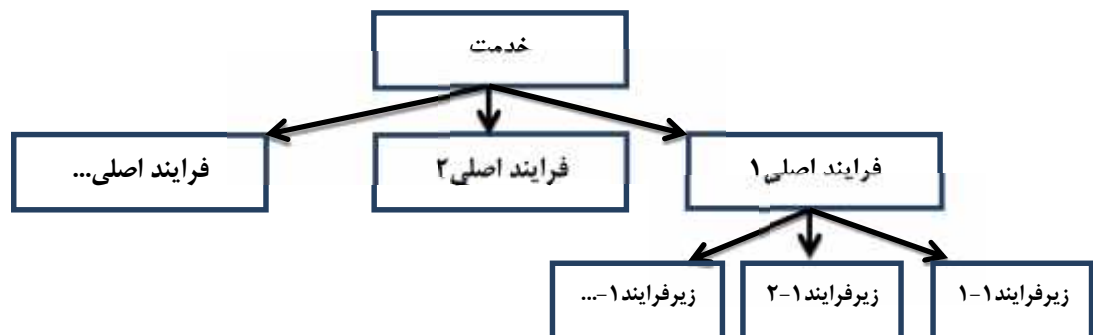 خدمت
فرایند اصلی۱
فرایند اصلی۲
فرایند اصلی...
زیرفرایند۱-۱
زیرفرایند۱-۲
زیرفرایند۱-...